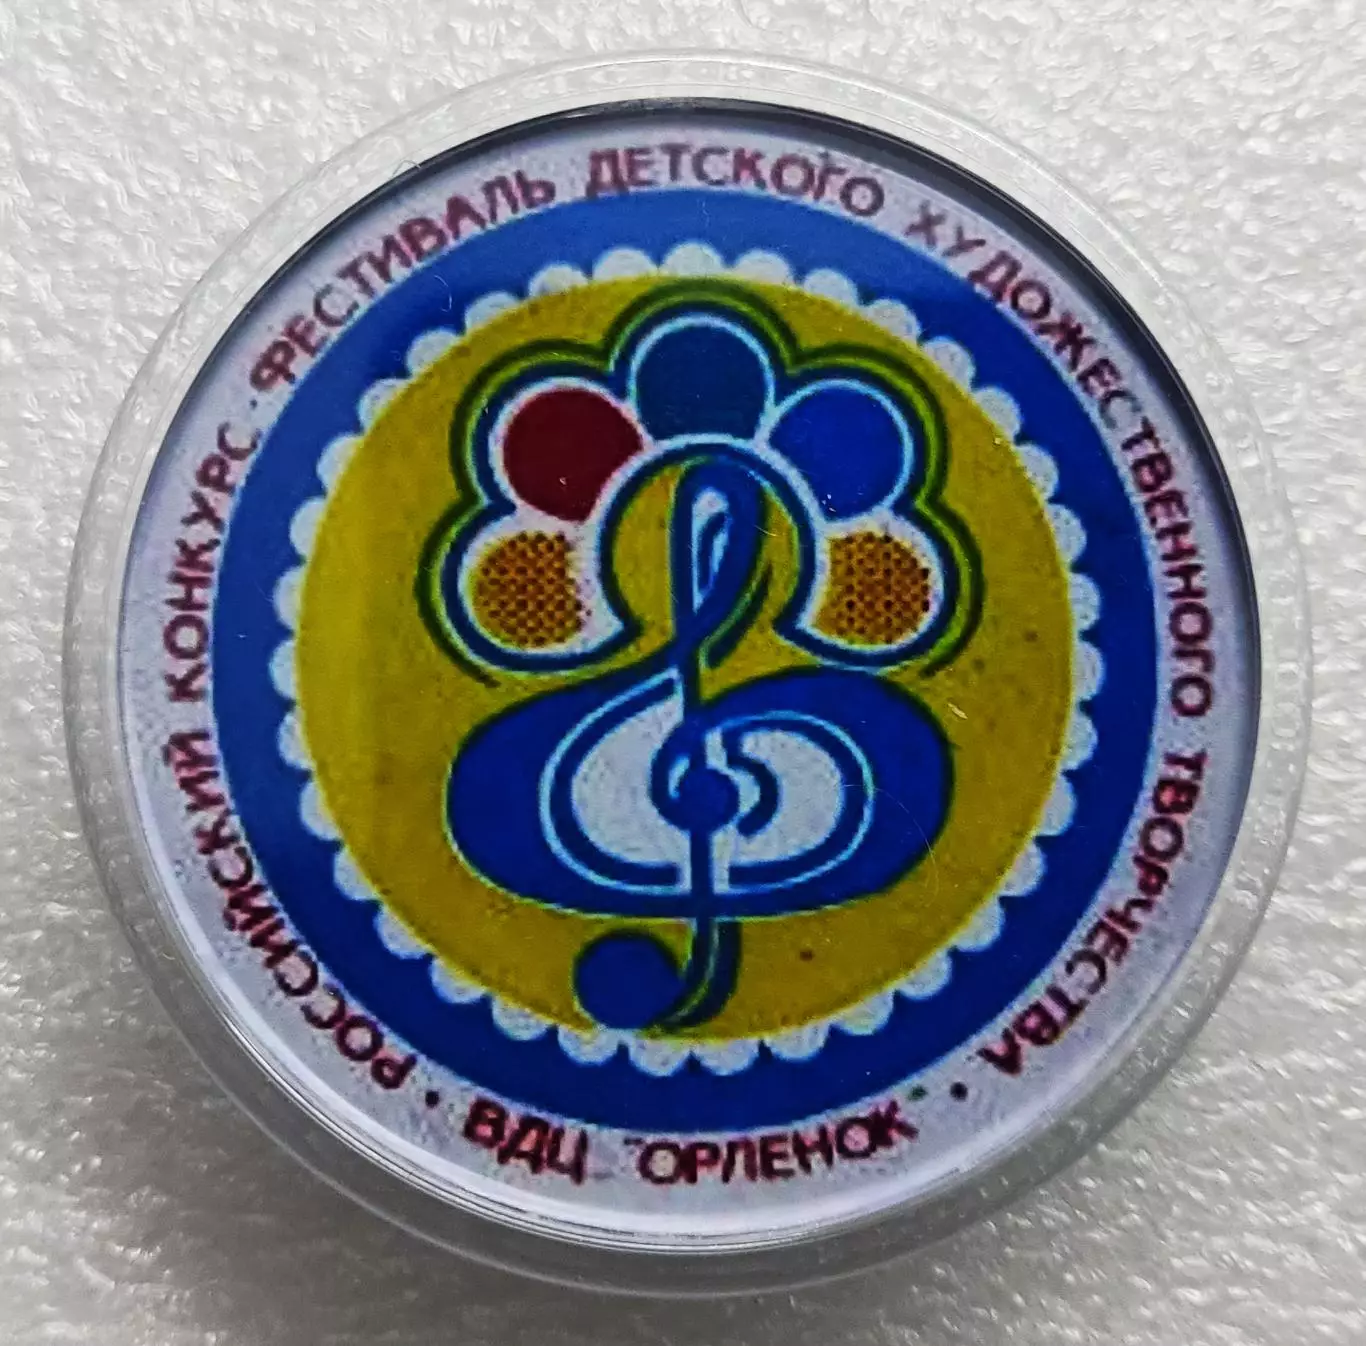 РОССИЙСКИЙ КОНКУРС - ФЕСТИВАЛЬ ДЕТСКОГО ХУДОЖЕСТВЕННОГО ТВОРЧЕСТВА •
ВДЦ "ОРЛЕНОК" •